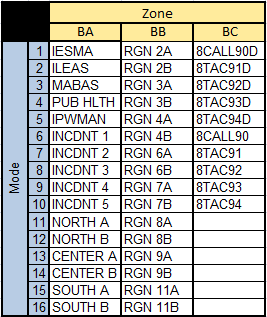 Zone
BA BB BC
Mode
1 IESMA RGN 2A 8CALL90D
2 ILEAS RGN 2B 8TAC91D
3 MABAS RGN 3A 8TAC92D
4 PUB HLTH RGN 3B 8TAC93D
5 IPWMAN RGN 4A 8TAC94D
6 INCDNT 1 RGN 4B 8CALL90
7 INCDNT 2 RGN 6A 8TAC91
8 INCDNT 3 RGN 6B 8TAC92
9 INCDNT 4 RGN 7A 8TAC93
10 INCDNT 5 RGN 7B 8TAC94
11 NORTH A RGN 8A
12 NORTH B RGN 8B
13 CENTER A RGN 9A
14 CENTER B RGN 9B
15 SOUTH A RGN 11A
16 SOUTH B RGN 11B